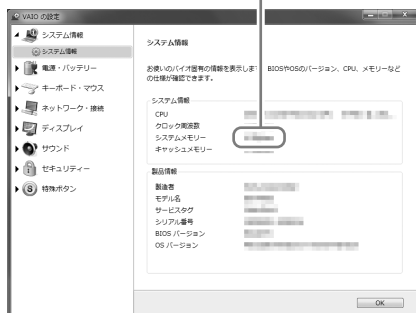 VAIO の設定
システム情報
システム情報
電源・バッテリー
キーボード・マウス
ネットワーク・接続
ディスプレイ
サウンド
セキュリティー
特殊ボタン
システム情報
お使いのバイオ固有の情報を表示します BIOSやOSのバージョン、CPU、メモリーなど
の仕様が確認できます。
システム情報
CPU
クロック周波数
システムメモリー
キャッシュメモリー
製品情報
製造者
モデル名
サービスタグ
シリアル番号
BIOS バージョン
OS バージョン
OK